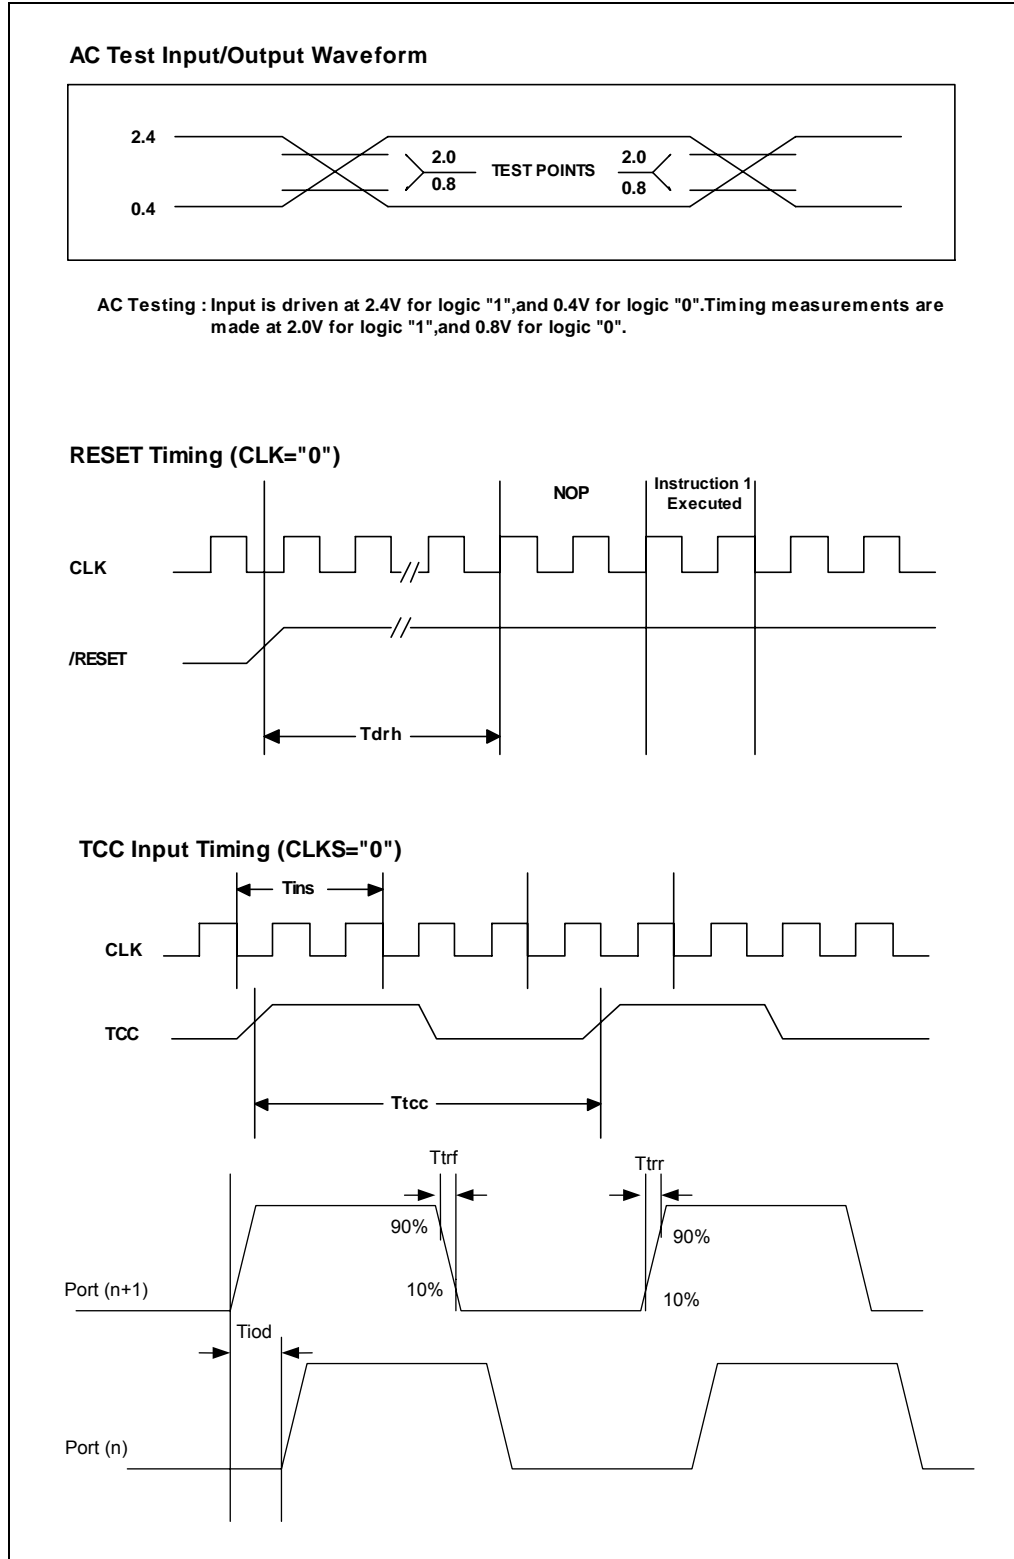 AC Test Input/Output Waveform
2.4
0.4
2.0
0.8
TEST POINTS
2.0
0.8
AC Testing : Input is driven at 2.4V for logic "1",and 0.4V for logic "0".Timing measurements are
made at 2.0V for logic "1",and 0.8V for logic "0".
RESET Timing (CLK="0")
NOP
Instruction 1
Executed
CLK
/RESET
Tdrh
TCC Input Timing (CLKS="0")
Tins
CLK
TCC
Ttcc
Ttrf
Ttrr
90%
90%
Port (n+1)
10%
10%
Tiod
Port (n)